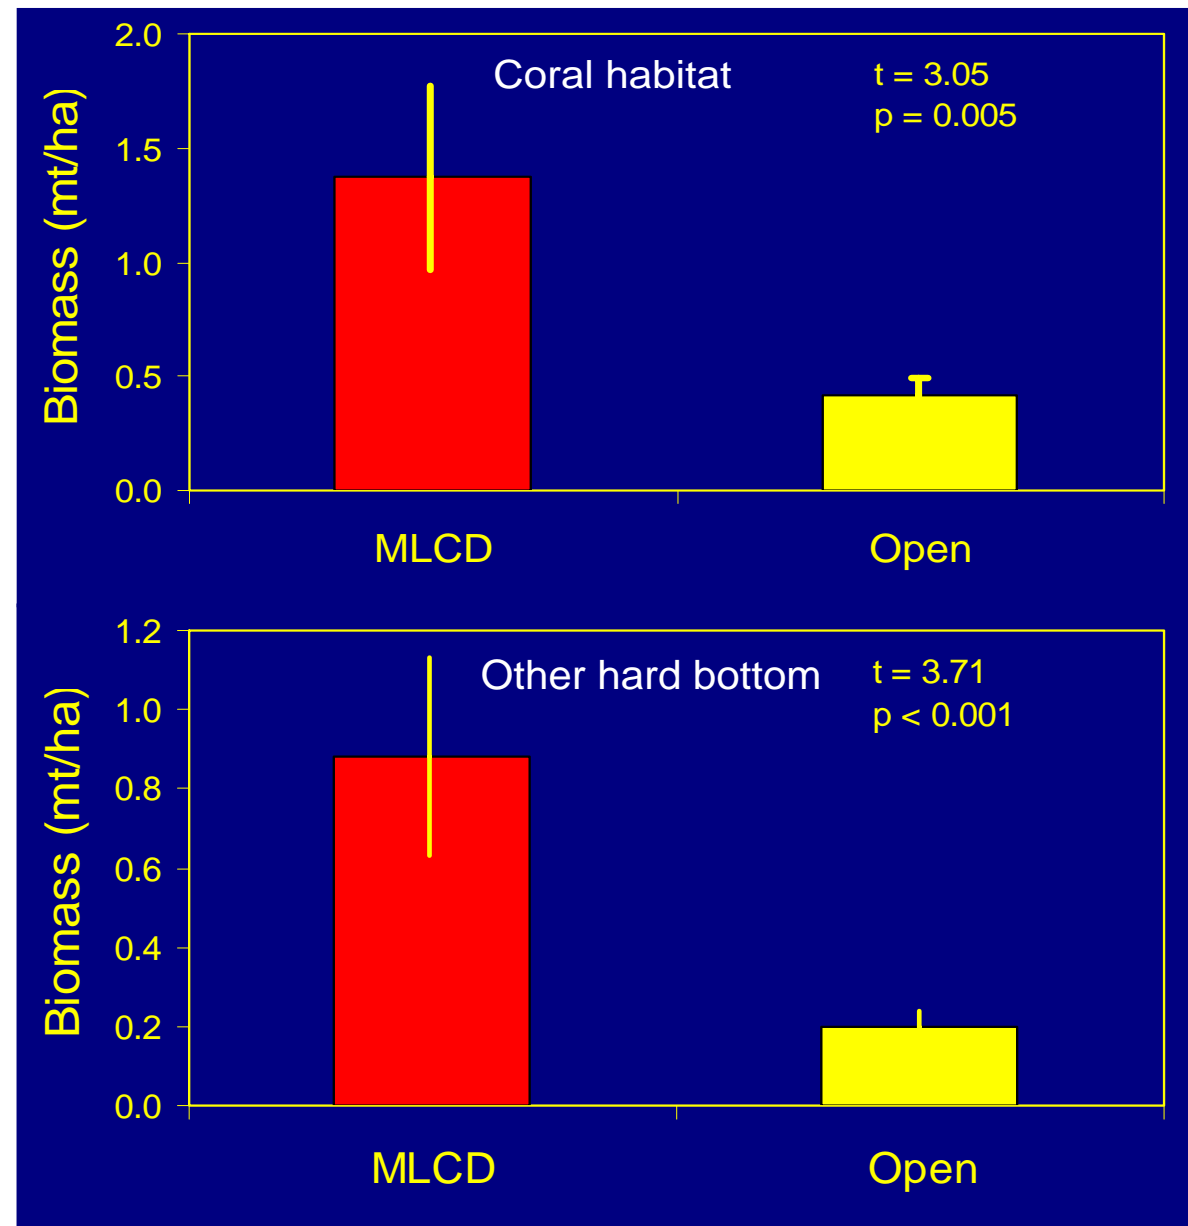 2.0
Coral habitat
t = 3.05
p = 0.005
1.5
1.0
0.5
0.0
Biomass (mt/ha)
MLCD
Open
1.2
Other hard bottom
t = 3.71
p < 0.001
1.0
0.8
0.6
0.4
0.2
0.0
Biomass (mt/ha)
MLCD
Open